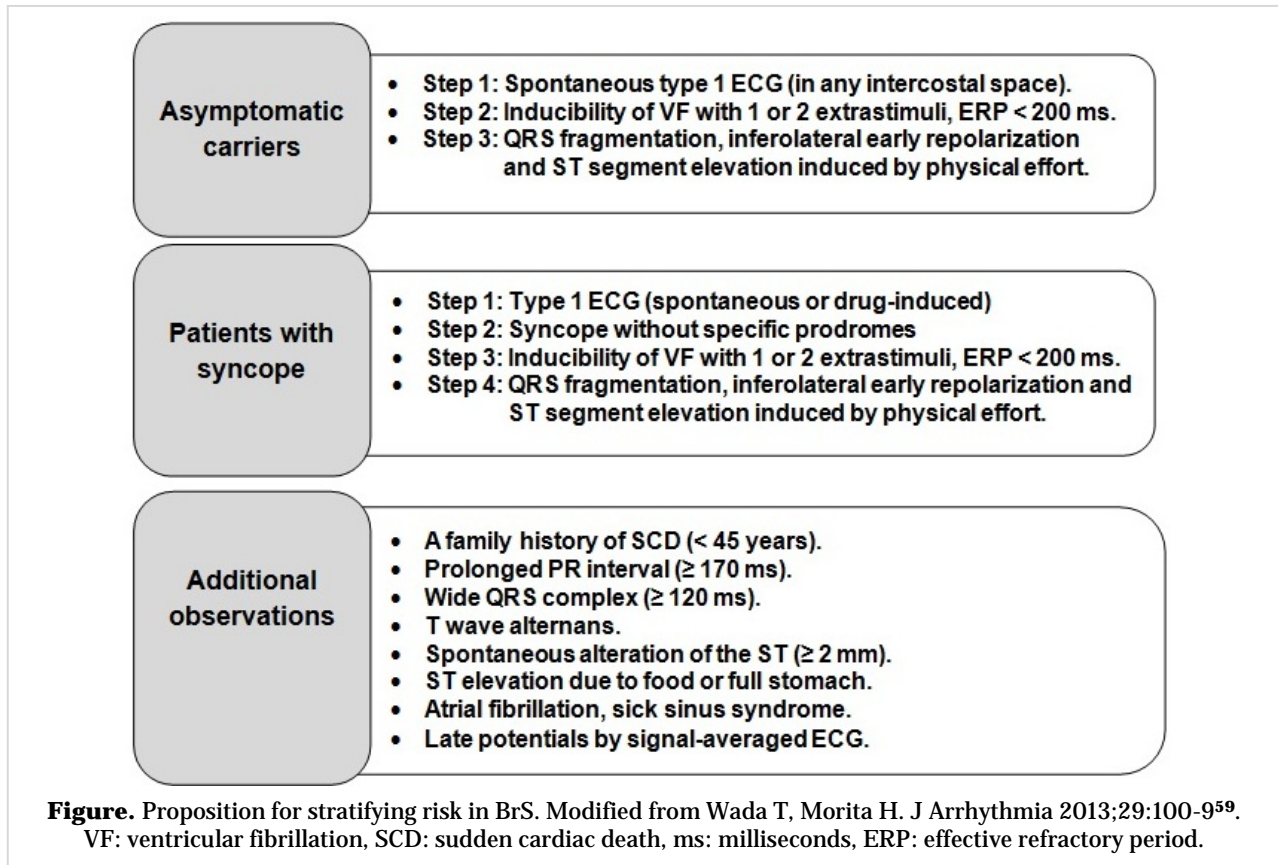 Asymptomatic
carriers
• Step 1: Spontaneous type 1 ECG (in any intercostal space).
• Step 2: Inducibility of VF with 1 or 2 extrastimuli, ERP < 200 ms.
• Step 3: QRS fragmentation, inferolateral early repolarization
and ST segment elevation induced by physical effort.
Patients with
syncope
• Step 1: Type 1 ECG (spontaneous or drug-induced)
• Step 2: Syncope without specific prodromes
• Step 3: Inducibility of VF with 1 or 2 extrastimuli, ERP < 200 ms.
• Step 4: QRS fragmentation, inferolateral early repolarization and
ST segment elevation induced by physical effort.
Additional
observations
• A family history of SCD (< 45 years).
• Prolonged PR interval (≥ 170 ms).
• Wide QRS complex (≥ 120 ms).
• T wave alternans.
• Spontaneous alteration of the ST (≥ 2 mm).
• ST elevation due to food or full stomach.
• Atrial fibrillation, sick sinus syndrome.
• Late potentials by signal-averaged ECG.
Figure. Proposition for stratifying risk in BrS. Modified from Wada T, Morita H. J Arrhythmia 2013;29:100-9⁵⁹.
VF: ventricular fibrillation, SCD: sudden cardiac death, ms: milliseconds, ERP: effective refractory period.